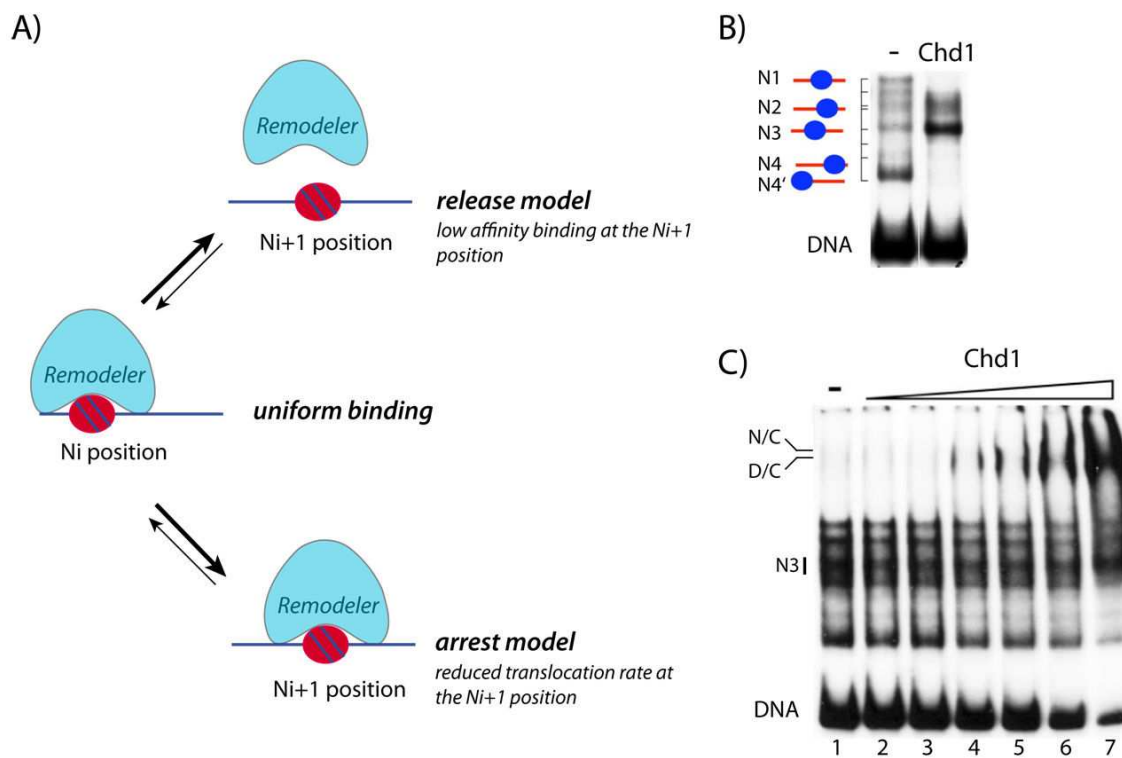 A)
Remodeler
Ni+1 position
release model
low affinity binding at the Ni+1
position
Remodeler
Ni position
uniform binding
Remodeler
Ni+1 position
arrest model
reduced translocation rate at
the Ni+1 position
B)
- Chd1
N1
N2
N3
N4
N4'
DNA
C)
Chd1
-
N/C
D/C
N3
DNA
1 2 3 4 5 6 7